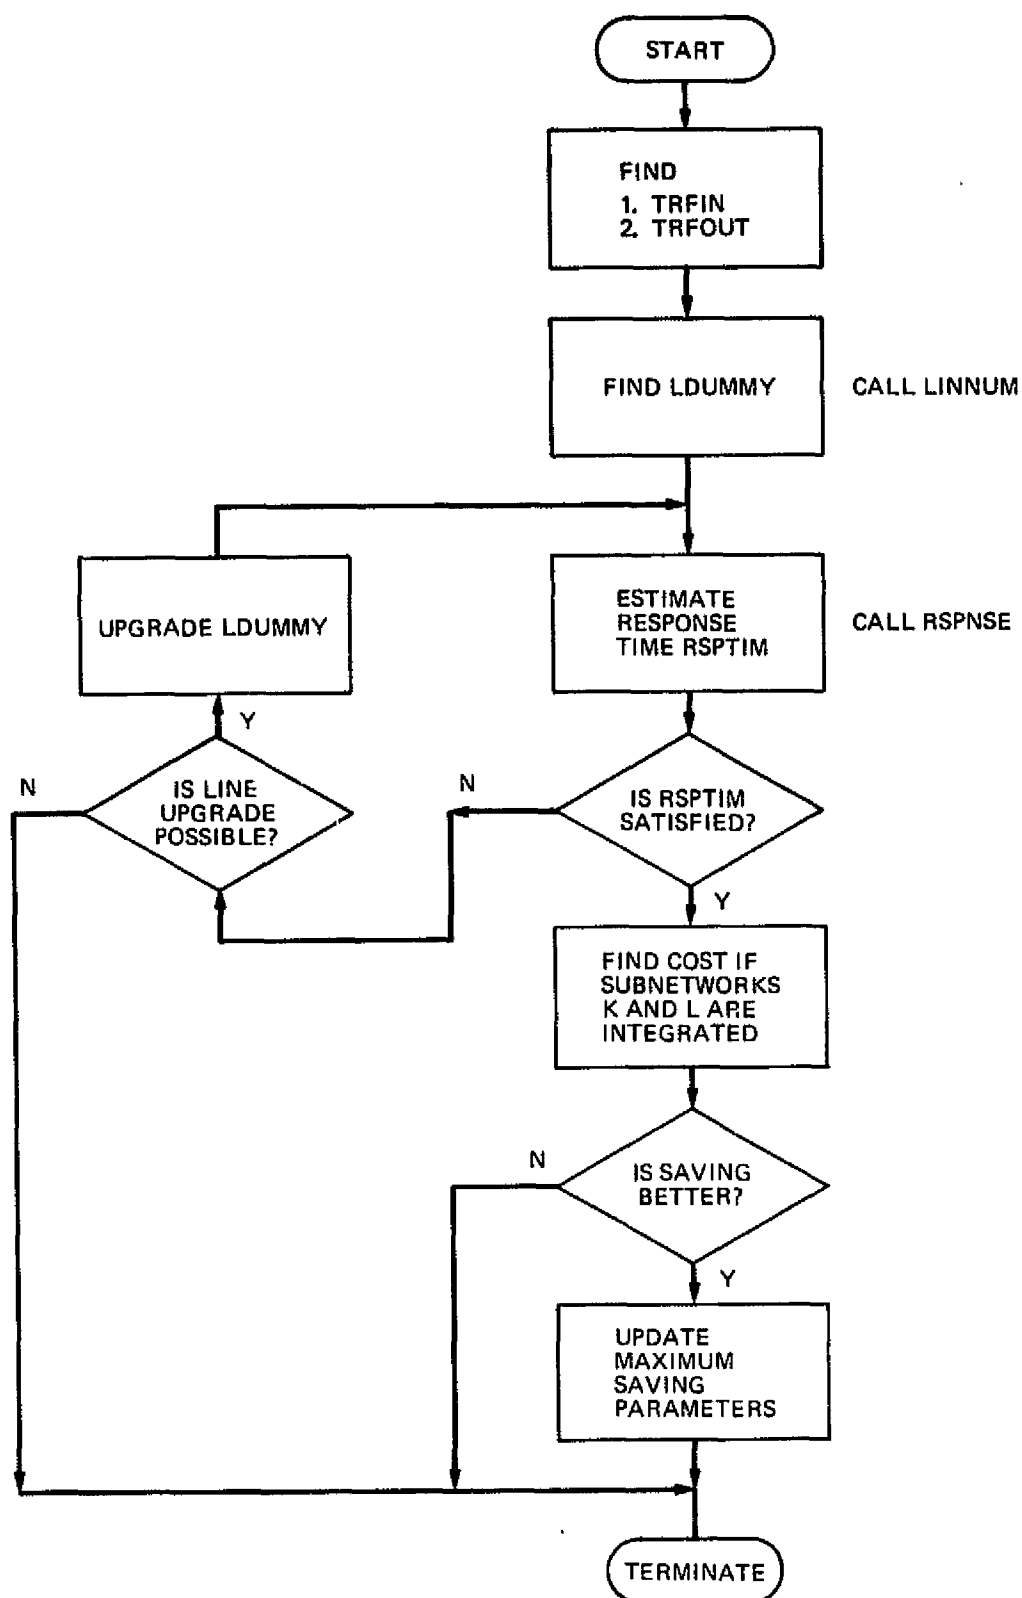 START
FIND
1. TRFIN
2. TRFOUT
FIND LDUMMY
CALL LINNUM
UPGRADE LDUMMY
ESTIMATE
RESPONSE
TIME RSPTIM
CALL RSPNSE
Y
N
IS LINE
UPGRADE
POSSIBLE?
N
IS RSPTIM
SATISFIED?
Y
FIND COST IF
SUBNETWORKS
K AND L ARE
INTEGRATED
N
IS SAVING
BETTER?
Y
UPDATE
MAXIMUM
SAVING
PARAMETERS
TERMINATE